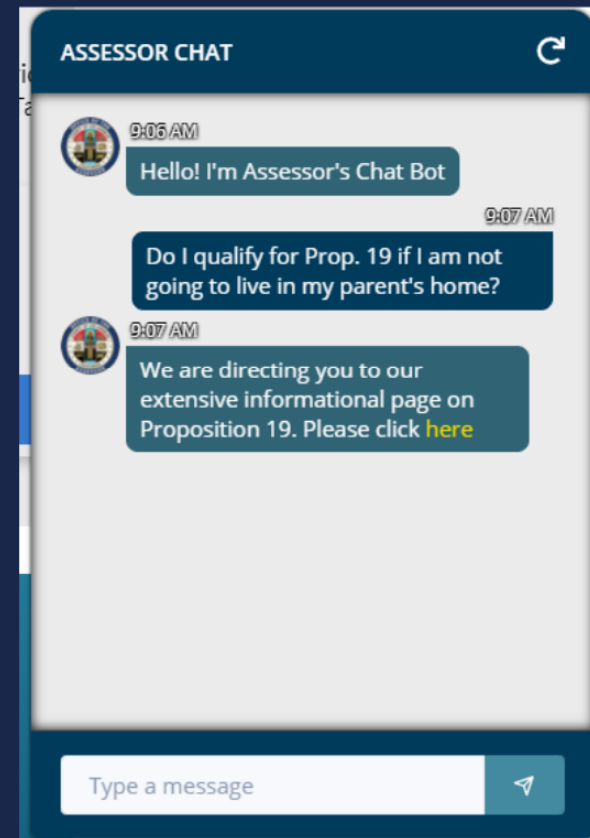 ASSESSOR CHAT
9:06 AM
Hello! I'm Assessor's Chat Bot
9:07 AM
Do I qualify for Prop. 19 if I am not
going to live in my parent's home?
9:07 AM
We are directing you to our
extensive informational page on
Proposition 19. Please click here
Type a message